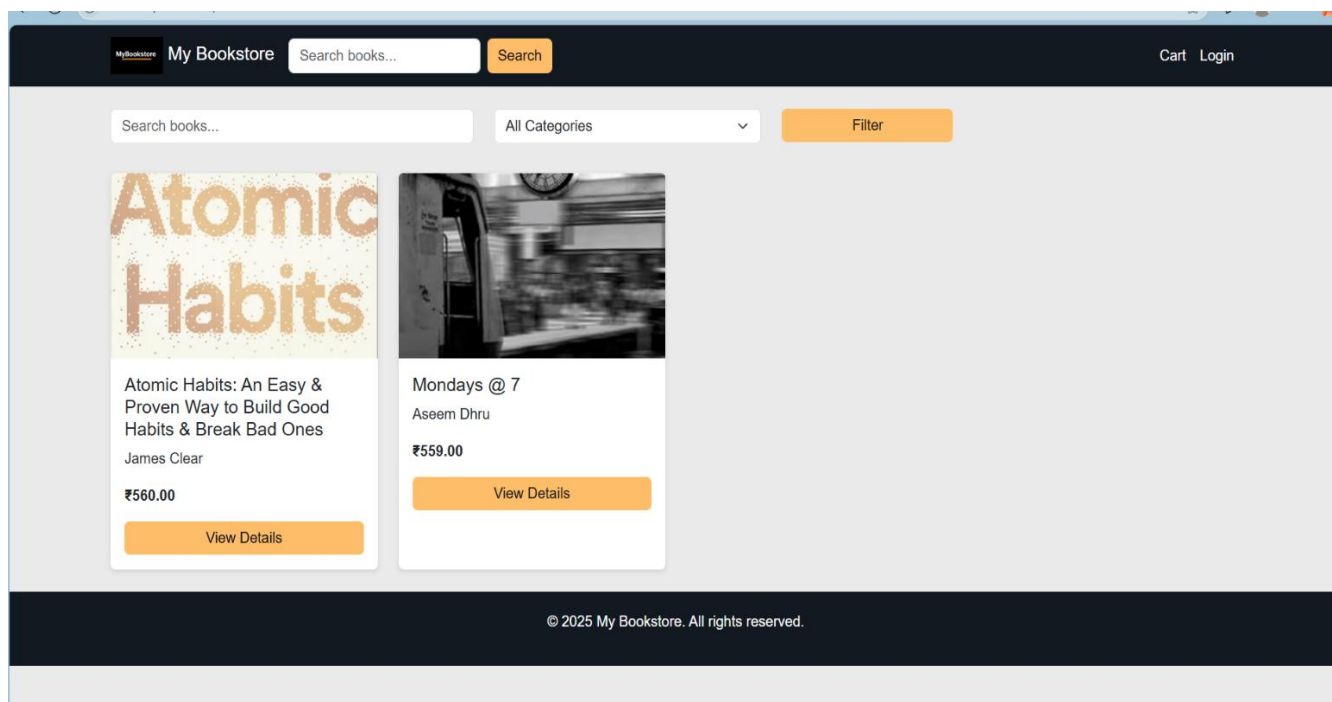 MyBookstore My Bookstore Search books... Search Cart Login
Search books... All Categories Filter
Atomic
Habits
Atomic Habits: An Easy &
Proven Way to Build Good
Habits & Break Bad Ones
James Clear
₹560.00
View Details
Mondays @ 7
Aseem Dhru
₹559.00
View Details
© 2025 My Bookstore. All rights reserved.